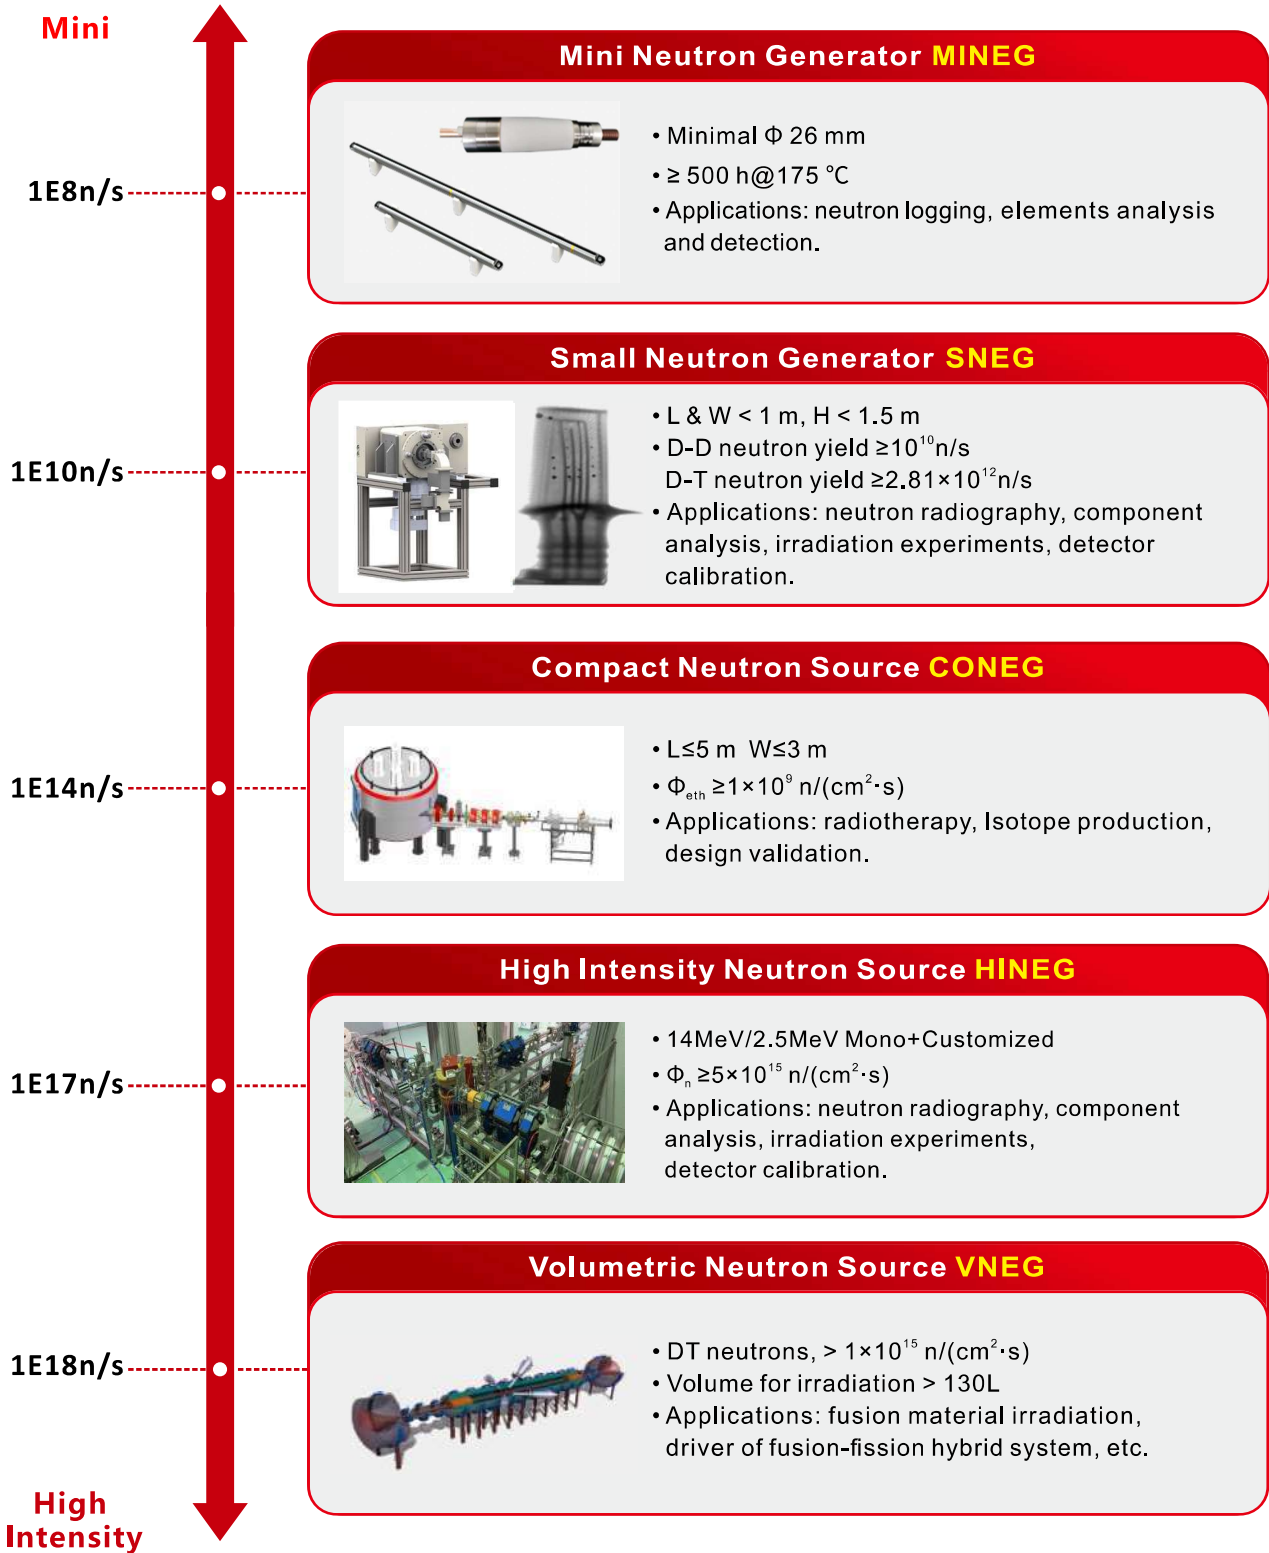 Mini
Mini Neutron Generator MINEG
1E8n/s
• Minimal Φ 26 mm
• ≥ 500 h@175 ℃
• Applications: neutron logging, elements analysis
and detection.
Small Neutron Generator SNEG
1E10n/s
• L & W < 1 m, H < 1.5 m
• D-D neutron yield ≥10¹⁰n/s
D-T neutron yield ≥2.81×10¹²n/s
• Applications: neutron radiography, component
analysis, irradiation experiments, detector
calibration.
Compact Neutron Source CONEG
1E14n/s
• L≤5 m W≤3 m
• Φeth ≥1×10⁹ n/(cm²·s)
• Applications: radiotherapy, Isotope production,
design validation.
High Intensity Neutron Source HINEG
1E17n/s
• 14MeV/2.5MeV Mono+Customized
• Φn ≥5×10¹⁵ n/(cm²·s)
• Applications: neutron radiography, component
analysis, irradiation experiments,
detector calibration.
Volumetric Neutron Source VNEG
1E18n/s
• DT neutrons, > 1×10¹⁵ n/(cm²·s)
• Volume for irradiation > 130L
• Applications: fusion material irradiation,
driver of fusion-fission hybrid system, etc.
High
Intensity